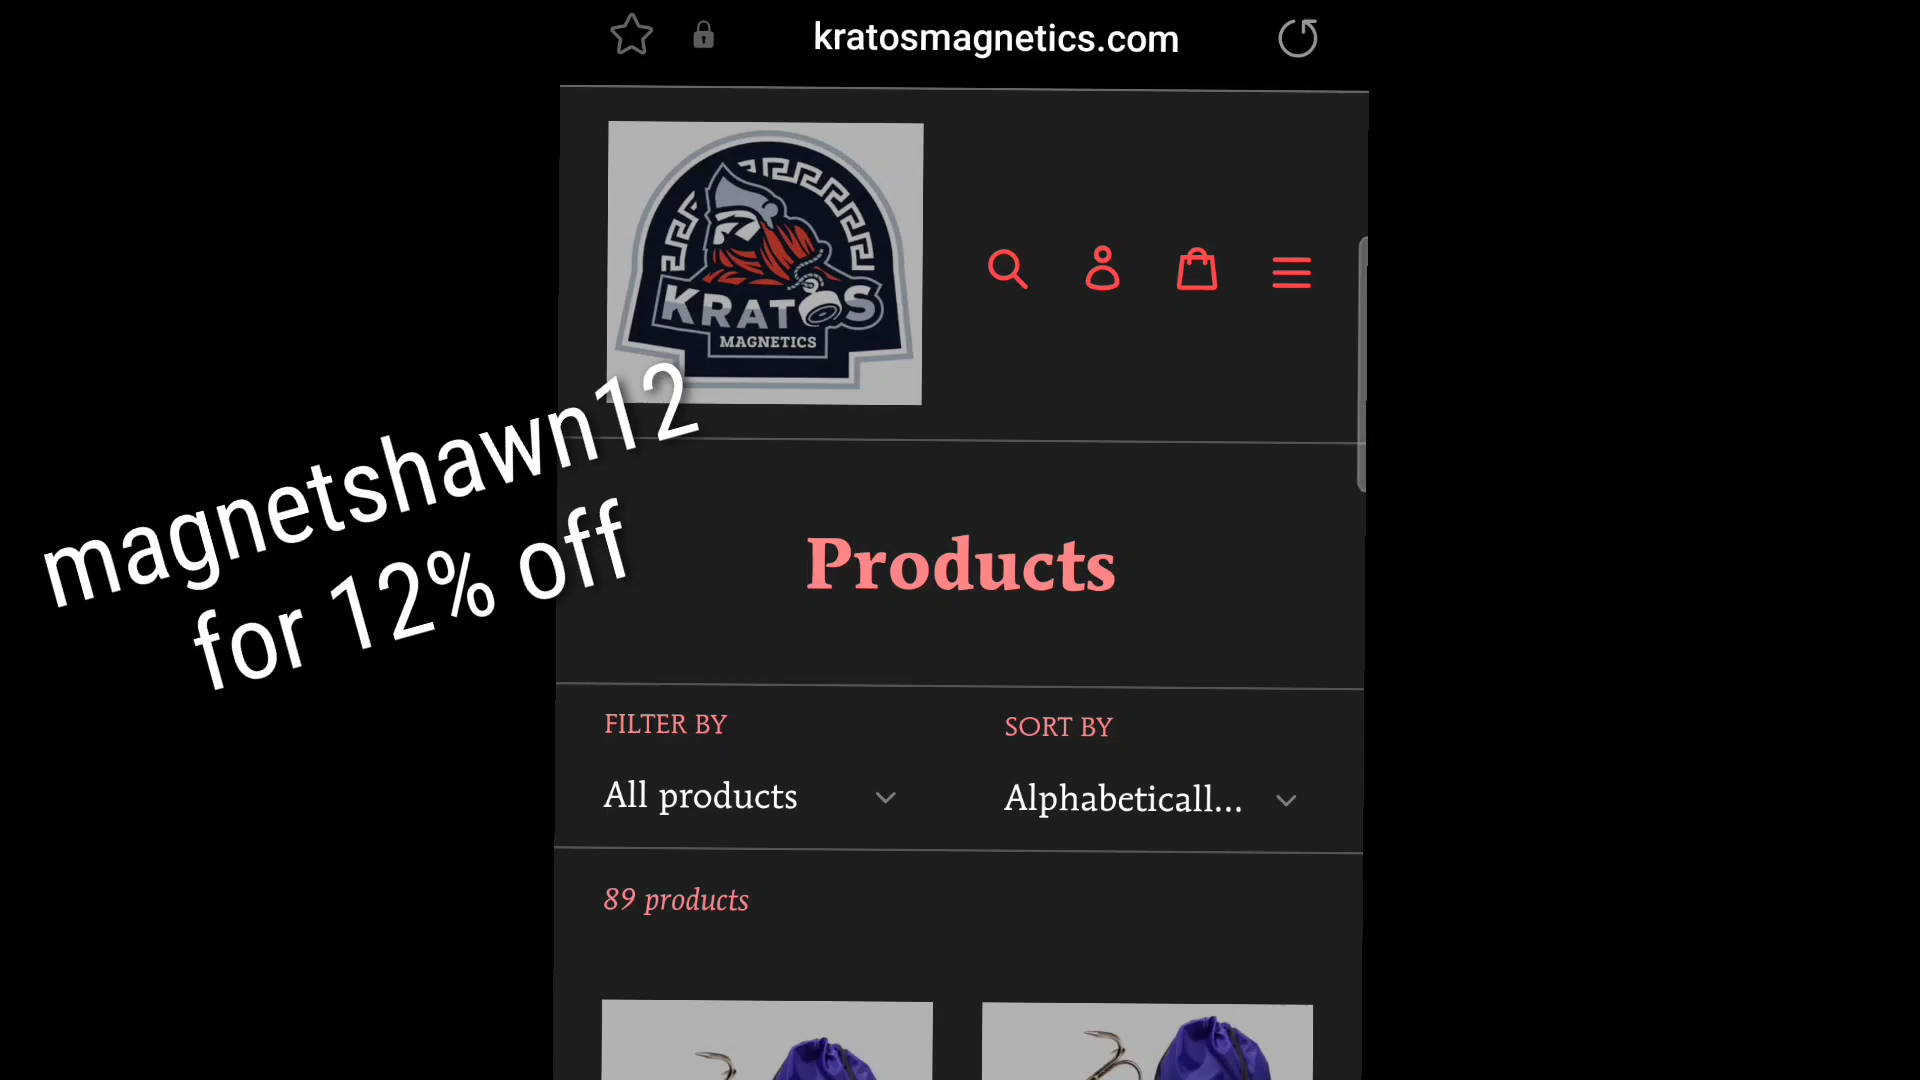 kratosmagnetics.com
KRATOS
MAGNETICS
magnetshawn12
for 12% off
Products
FILTER BY
SORT BY
All products
Alphabeticall...
89 products